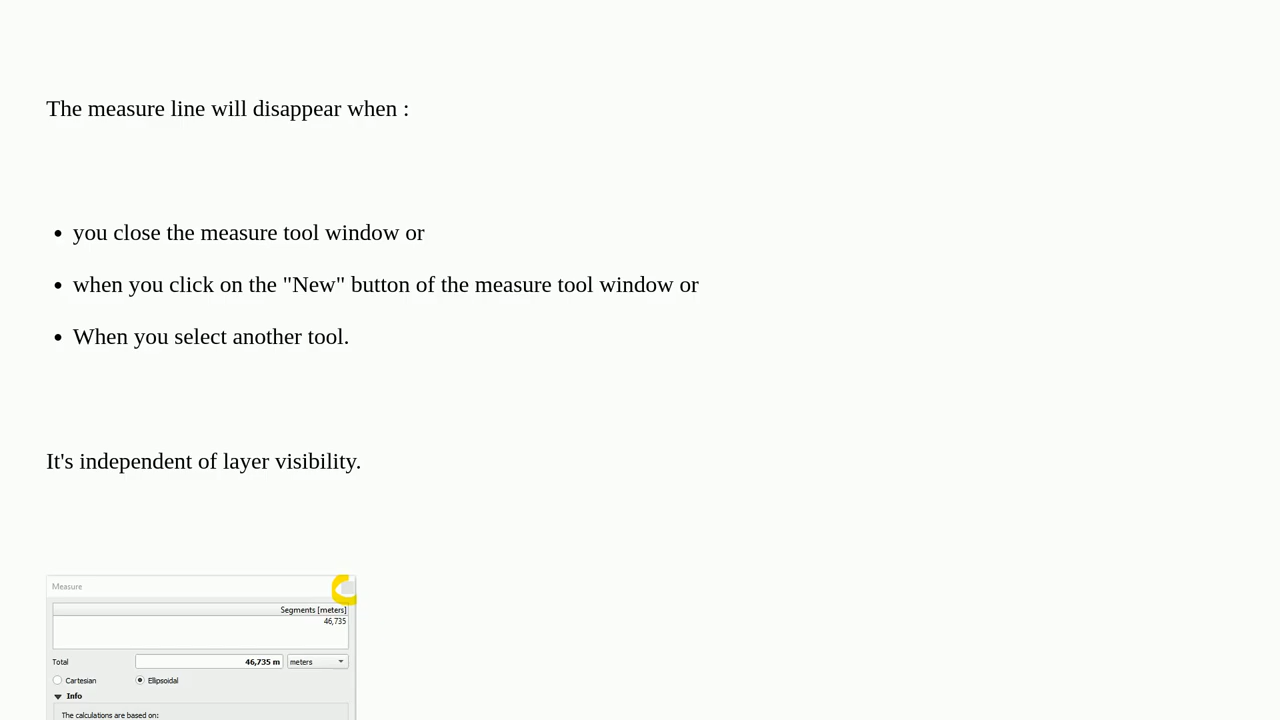 The measure line will disappear when :
• you close the measure tool window or
• when you click on the "New" button of the measure tool window or
• When you select another tool.
It's independent of layer visibility.
Measure
Segments [meters]
46,735
Total 46,735 m meters
Cartesian Ellipsoidal
Info
The calculations are based on: